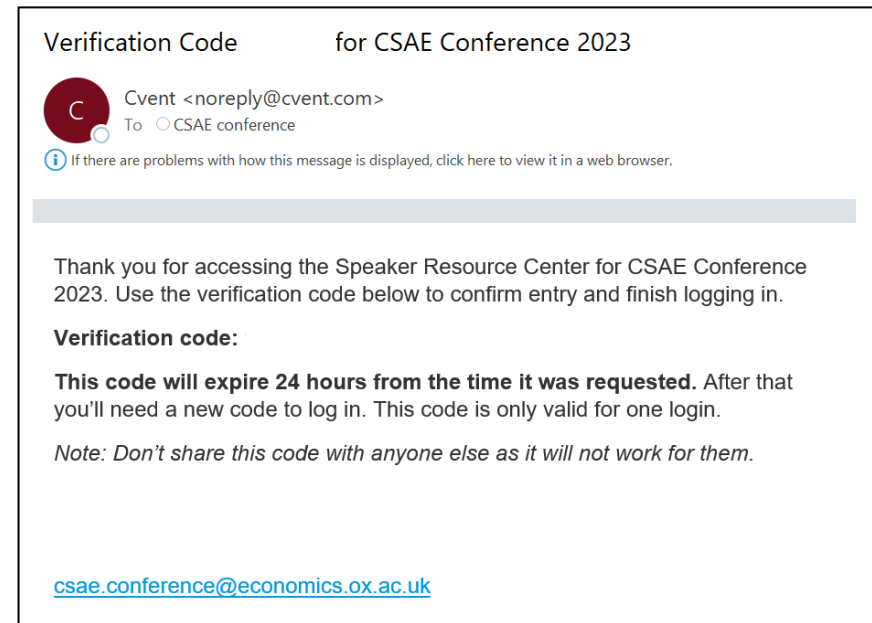 Verification Code for CSAE Conference 2023
C
Cvent <noreply@cvent.com>
To CSAE conference
If there are problems with how this message is displayed, click here to view it in a web browser.
Thank you for accessing the Speaker Resource Center for CSAE Conference
2023. Use the verification code below to confirm entry and finish logging in.
Verification code:
This code will expire 24 hours from the time it was requested. After that
you’ll need a new code to log in. This code is only valid for one login.
Note: Don’t share this code with anyone else as it will not work for them.
csae.conference@economics.ox.ac.uk